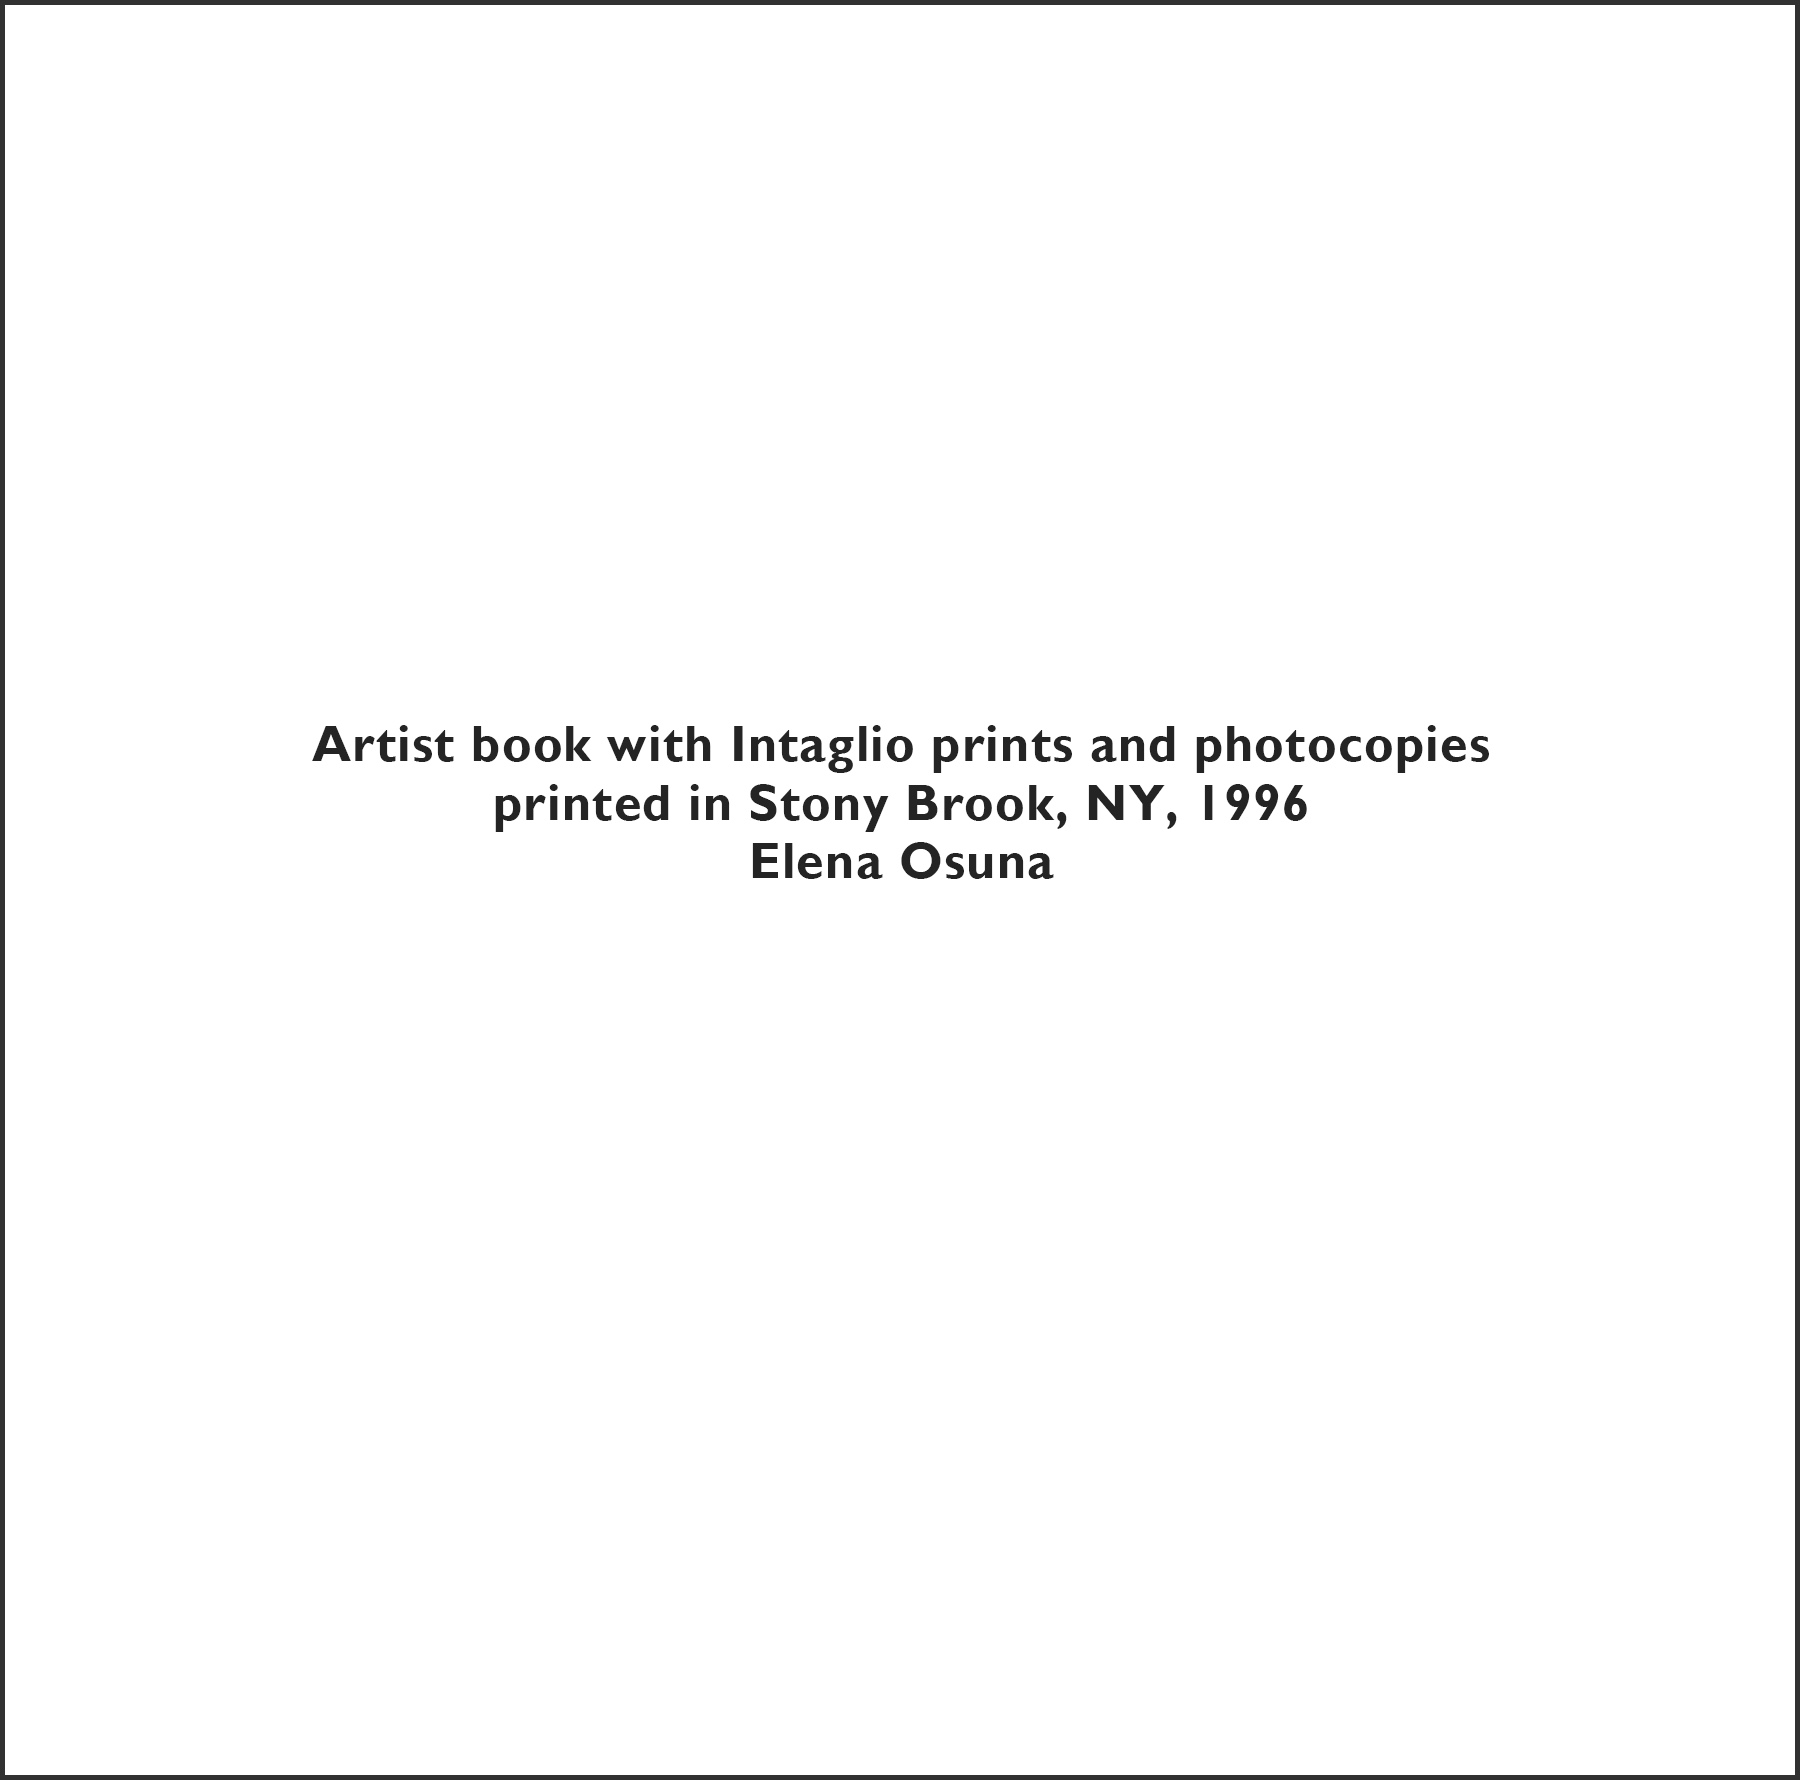 Artist book with Intaglio prints and photocopies
printed in Stony Brook, NY, 1996
Elena Osuna